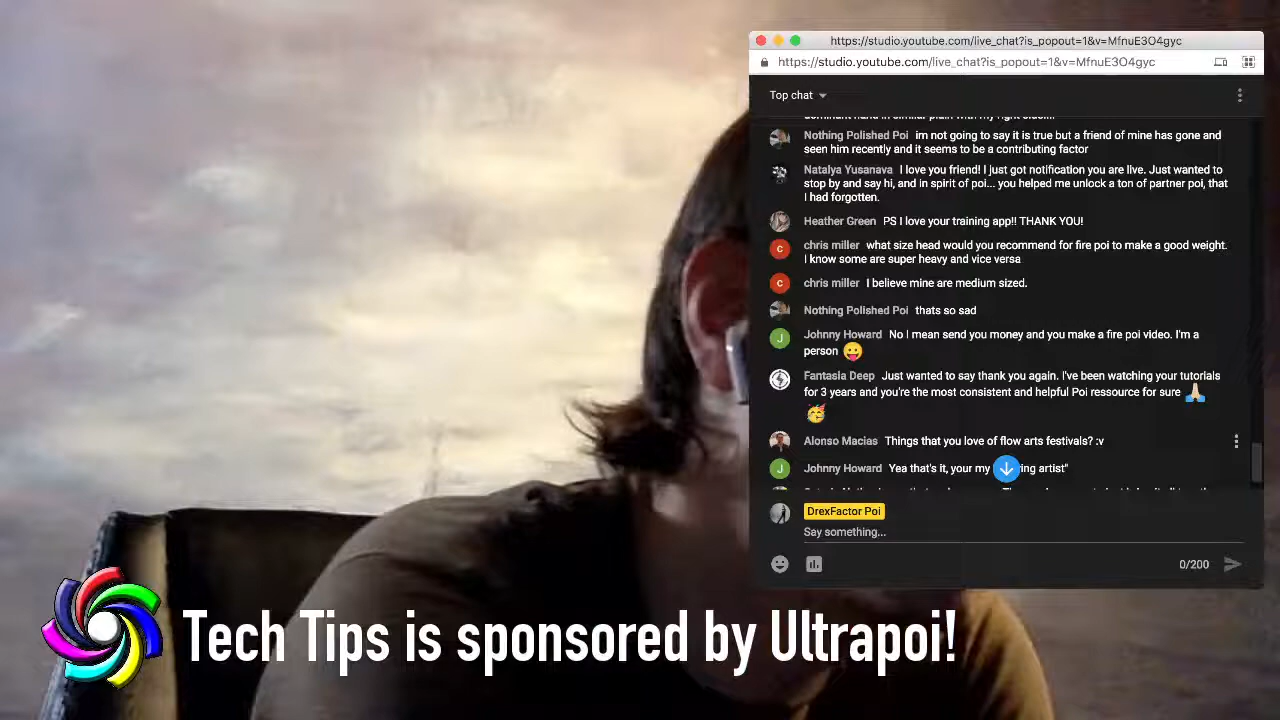 https://studio.youtube.com/live_chat?is_popout=1&v=MfnuE3O4gyc
https://studio.youtube.com/live_chat?is_popout=1&v=MfnuE3O4gyc
Top chat
Nothing Polished Poi im not going to say it is true but a friend of mine has gone and
seen him recently and it seems to be a contributing factor
Natalya Yusanava I love you friend! I just got notification you are live. Just wanted to
stop by and say hi, and in spirit of poi... you helped me unlock a ton of partner poi, that
I had forgotten.
Heather Green PS I love your training app!! THANK YOU!
c chris miller what size head would you recommend for fire poi to make a good weight.
I know some are super heavy and vice versa
c chris miller I believe mine are medium sized.
Nothing Polished Poi thats so sad
J Johnny Howard No I mean send you money and you make a fire poi video. I'm a
person 😛
Fantasia Deep Just wanted to say thank you again. I've been watching your tutorials
for 3 years and you're the most consistent and helpful Poi ressource for sure 🙏🏼
🥳
Alonso Macias Things that you love of flow arts festivals? :v
J Johnny Howard Yea that's it, your my ing artist"
DrexFactor Poi
Say something...
0/200
Tech Tips is sponsored by Ultrapoi!